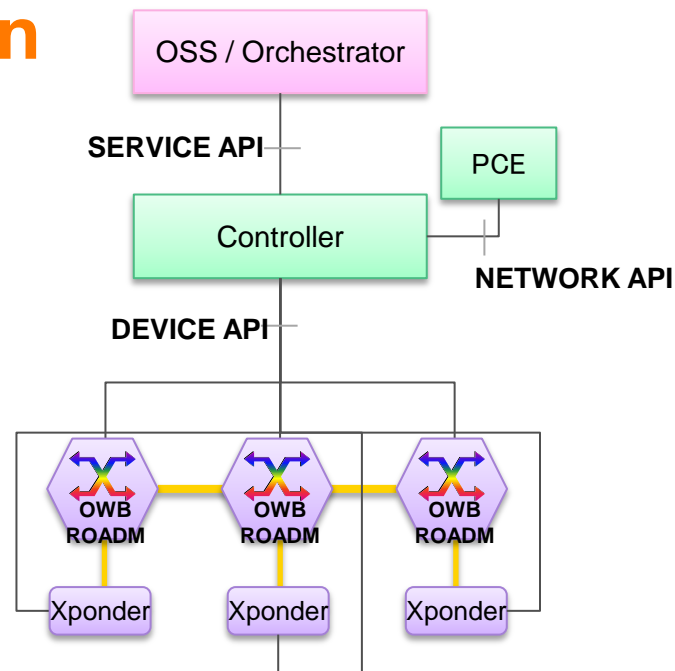 n
OSS / Orchestrator
SERVICE API
PCE
Controller
NETWORK API
DEVICE API
OWB
ROADM
OWB
ROADM
OWB
ROADM
Xponder
Xponder
Xponder